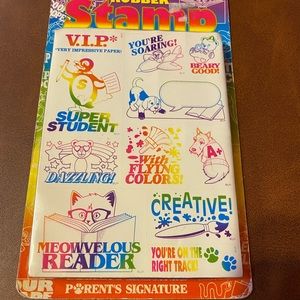 RUBBER
Stamp
V.I.P.*
*VERY IMPRESSIVE PAPER!
YOU'RE
SOARING!
BEARY
GOOD!
S
SUPER
STUDENT
A+
DAZZLING!
With
FLYING
COLORS!
MEOWVELOUS
READER
CREATIVE!
YOU'RE ON THE
RIGHT TRACK!
PARENT'S SIGNATURE